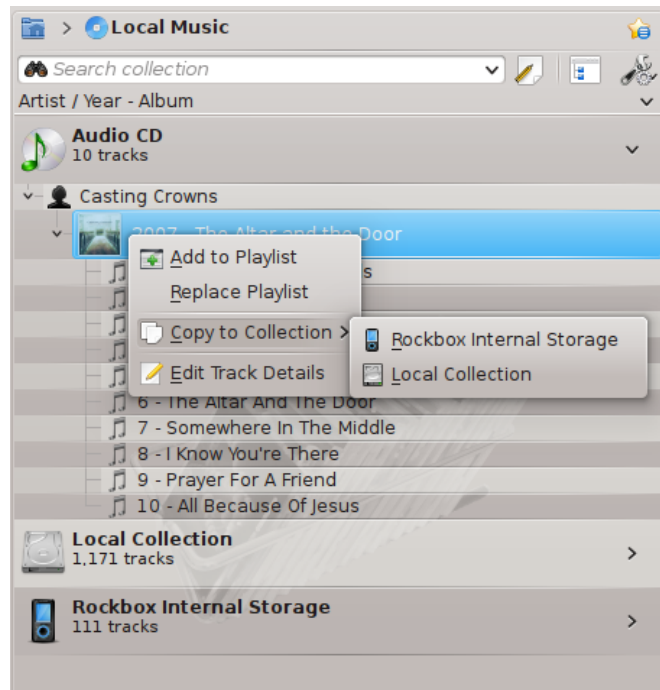 > Local Music
Search collection
Artist / Year - Album
Audio CD
10 tracks
Casting Crowns
2007 - The Altar and the Door
Add to Playlist
s
Replace Playlist
Copy to Collection >
Rockbox Internal Storage
Edit Track Details
Local Collection
6 - The Altar And The Door
7 - Somewhere In The Middle
8 - I Know You're There
9 - Prayer For A Friend
10 - All Because Of Jesus
Local Collection
1,171 tracks
Rockbox Internal Storage
111 tracks